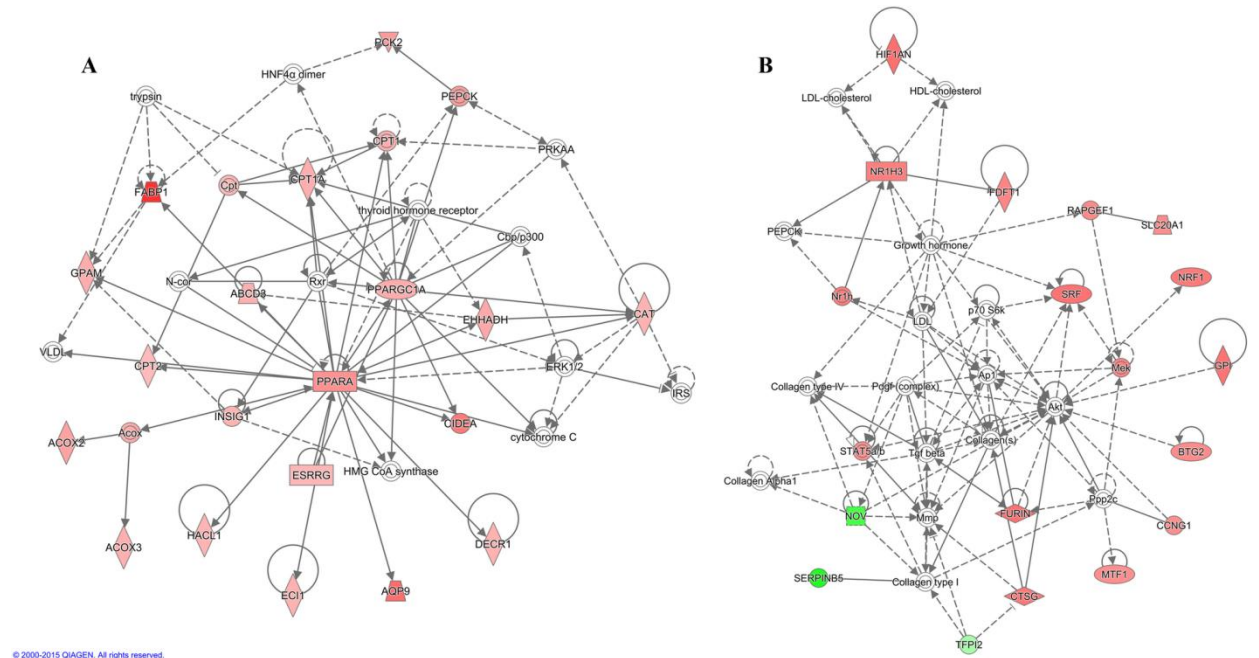 A
PCK2
HNF4α dimer
trypsin
PEPCK
CPT1
PRKAA
FABP1
Cpt
CPT1A
thyroid hormone receptor
Cbp/p300
GPAM
N-cor
ABCD3
Rxr
PPARGC1A
EHHADH
CAT
VLDL
CPT2
PPARA
ERK1/2
IRS
INSIG1
CIDEA
ACOX2
Acox
cytochrome C
ESRRG
HMG CoA synthase
HACL1
DECR1
ACOX3
ECI1
AQP9
© 2000-2015 QIAGEN. All rights reserved.
B
HIF1AN
LDL-cholesterol
HDL-cholesterol
NR1H3
FDFT1
RAPGEF1
SLC20A1
PEPCK
Growth hormone
NRF1
Nr1h
SRF
p70 S6k
LDL
Mek
GPI
Collagen type IV
Pdgf (complex)
Ap1
Akt
STAT5a/b
Tgf beta
Collagen(s)
BTG2
Collagen Alpha1
Ppp2c
NOV
Mmp
FURIN
CCNG1
SERPINB5
Collagen type I
MTF1
CTSG
TFPI2